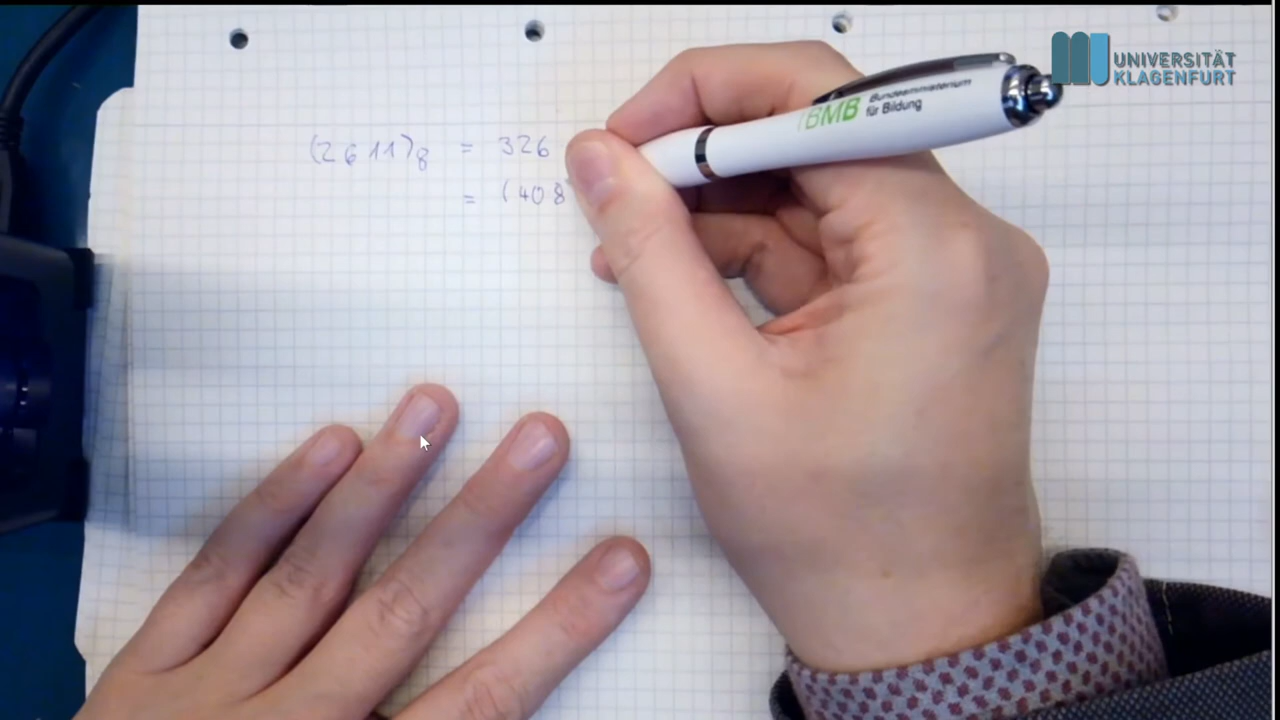 UNIVERSITÄT
KLAGENFURT
BMB Bundesministerium
für Bildung
(2611)8 = 326
= (408